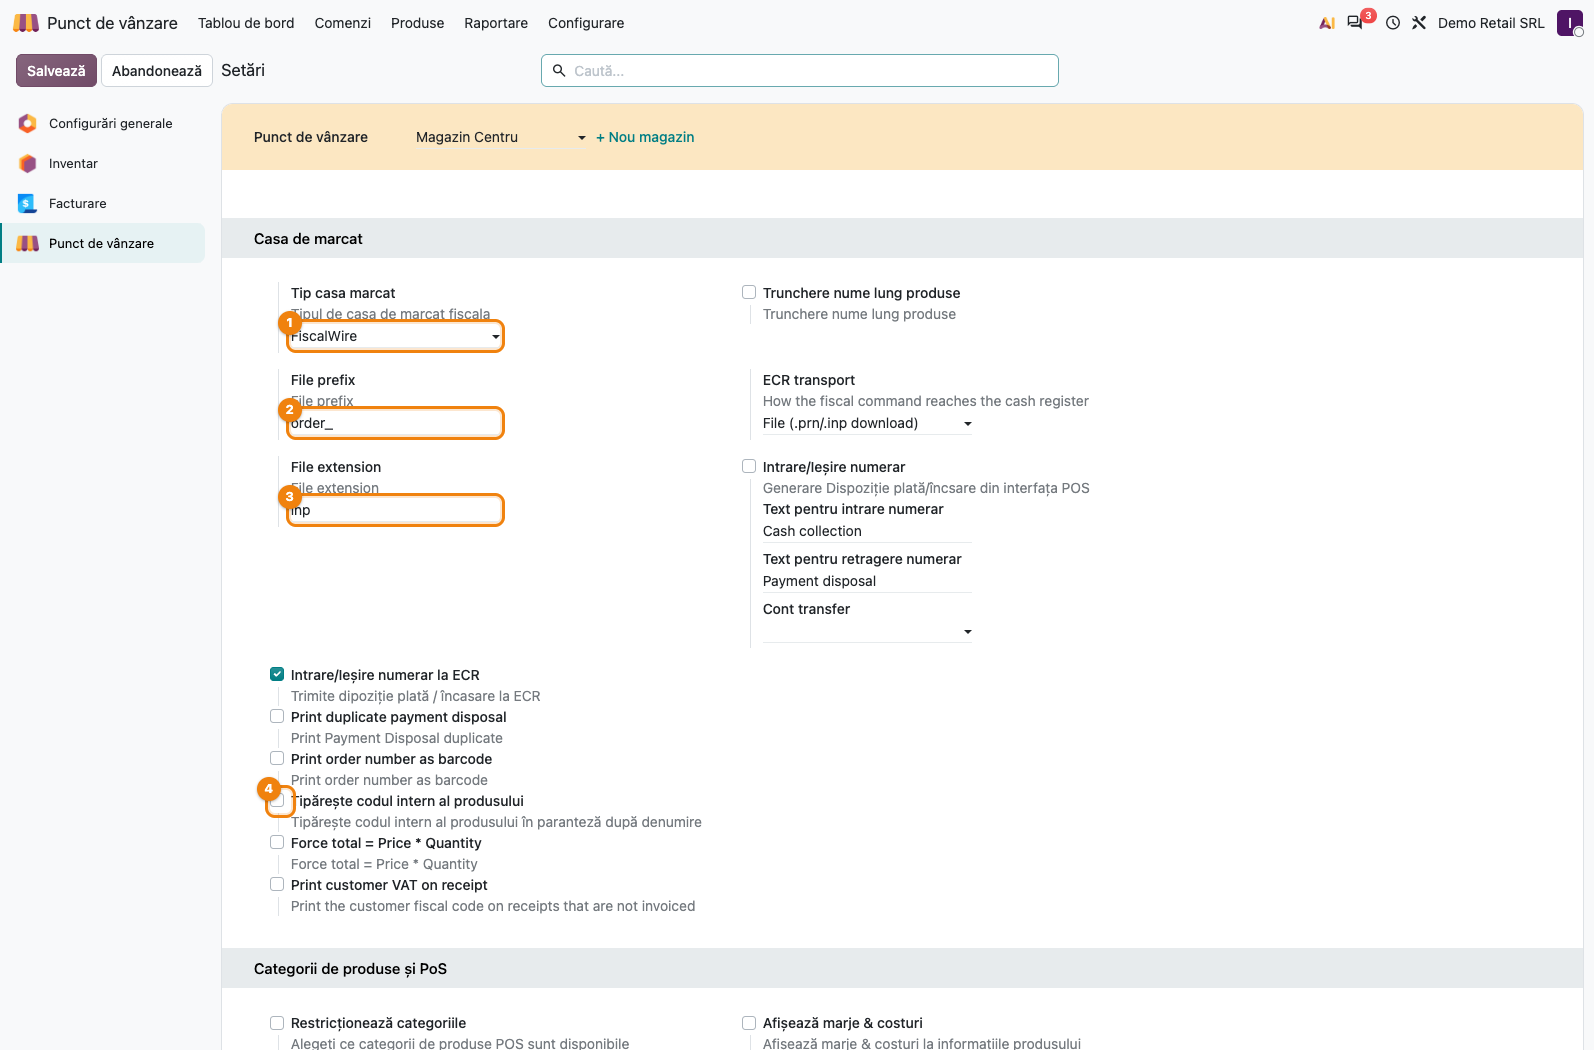 Punct de vânzare Tablou de bord Comenzi Produse Raportare Configurare AI 3 Demo Retail SRL I
Salvează Abandonează Setări Caută...
Configurări generale
Inventar
Facturare
Punct de vânzare
Punct de vânzare Magazin Centru + Nou magazin
Casa de marcat
Tip casa marcat
Tipul de casa de marcat fiscala
1
FiscalWire
Trunchere nume lung produse
Trunchere nume lung produse
File prefix
File prefix
2
order_
ECR transport
How the fiscal command reaches the cash register
File (.prn/.inp download)
File extension
File extension
3
inp
Intrare/Ieșire numerar
Generare Dispoziție plată/încsare din interfața POS
Text pentru intrare numerar
Cash collection
Text pentru retragere numerar
Payment disposal
Cont transfer
Intrare/Ieșire numerar la ECR
Trimite dipoziție plată / încasare la ECR
Print duplicate payment disposal
Print Payment Disposal duplicate
Print order number as barcode
Print order number as barcode
4
Tipărește codul intern al produsului
Tipărește codul intern al produsului în paranteză după denumire
Force total = Price * Quantity
Force total = Price * Quantity
Print customer VAT on receipt
Print the customer fiscal code on receipts that are not invoiced
Categorii de produse și PoS
Restricționează categoriile
Alegeți ce categorii de produse POS sunt disponibile
Afișează marje & costuri
Afișează marje & costuri la informațiile produsului